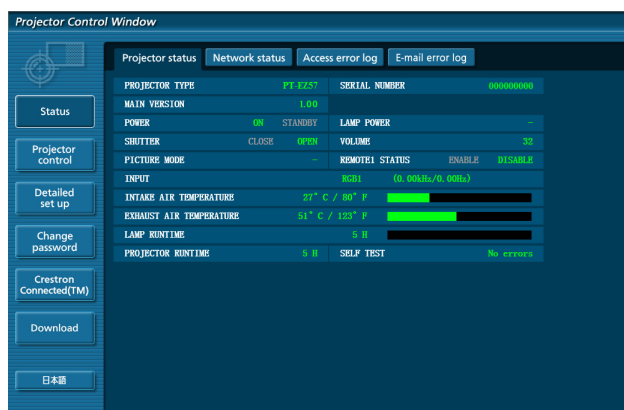 Projector Control Window
Projector status Network status Access error log E-mail error log
Status
Projector control
Detailed set up
Change password
Crestron Connected(TM)
Download
日本語
PROJECTOR TYPE PT-EZ57 SERIAL NUMBER 000000000
MAIN VERSION 1.00
POWER ON STANDBY LAMP POWER -
SHUTTER CLOSE OPEN VOLUME 32
PICTURE MODE - REMOTE1 STATUS ENABLE DISABLE
INPUT RGB1 (0.00kHz/0.00Hz)
INTAKE AIR TEMPERATURE 27° C / 80° F
EXHAUST AIR TEMPERATURE 51° C / 123° F
LAMP RUNTIME 5 H
PROJECTOR RUNTIME 5 H SELF TEST No errors